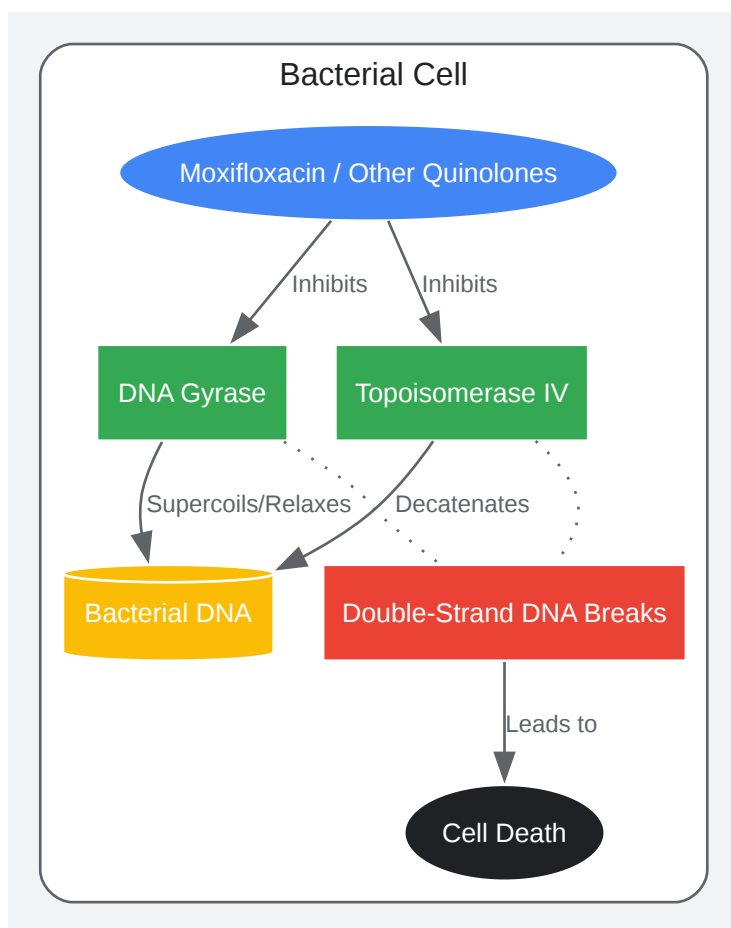 Bacterial Cell
Moxifloxacin / Other Quinolones
Inhibits
Inhibits
DNA Gyrase
Topoisomerase IV
Supercoils/Relaxes
Decatenates
Bacterial DNA
Double-Strand DNA Breaks
Leads to
Cell Death